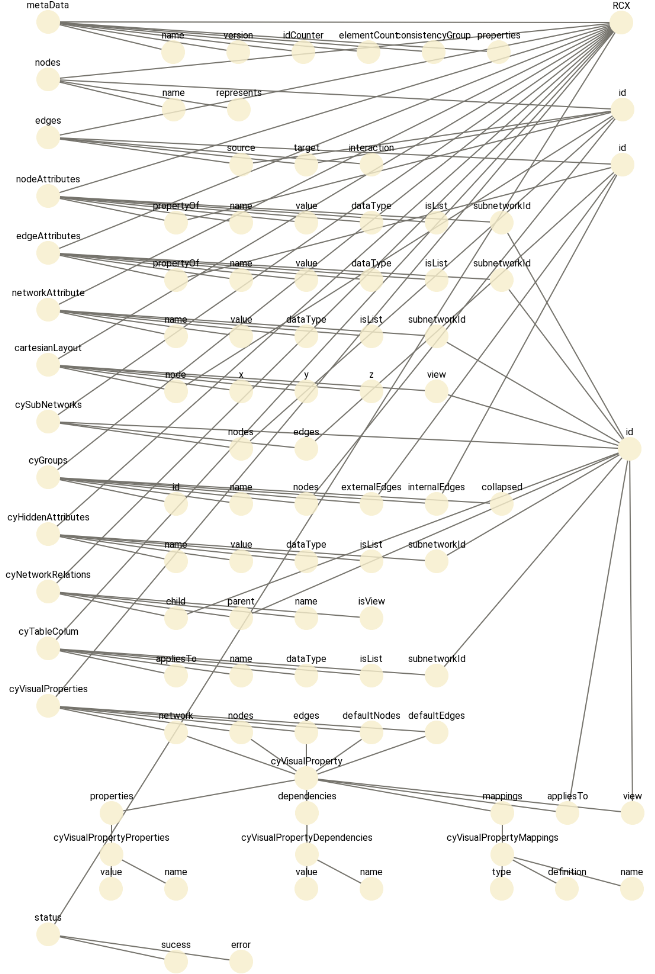 metaData
RCX
name version idCounter elementCount consistencyGroup properties
nodes
name represents
id
edges
source target interaction
id
nodeAttributes
propertyOf name value dataType isList subnetworkId
edgeAttributes
propertyOf name value dataType isList subnetworkId
networkAttribute
name value dataType isList subnetworkId
cartesianLayout
node x y z view
cySubNetworks
nodes edges
id
cyGroups
id name nodes externalEdges internalEdges collapsed
cyHiddenAttributes
name value dataType isList subnetworkId
cyNetworkRelations
child parent name isView
cyTableColum
appliesTo name dataType isList subnetworkId
cyVisualProperties
network nodes edges defaultNodes defaultEdges
cyVisualProperty
properties dependencies mappings appliesTo view
cyVisualPropertyProperties cyVisualPropertyDependencies cyVisualPropertyMappings
value name value name type definition name
status
sucess error